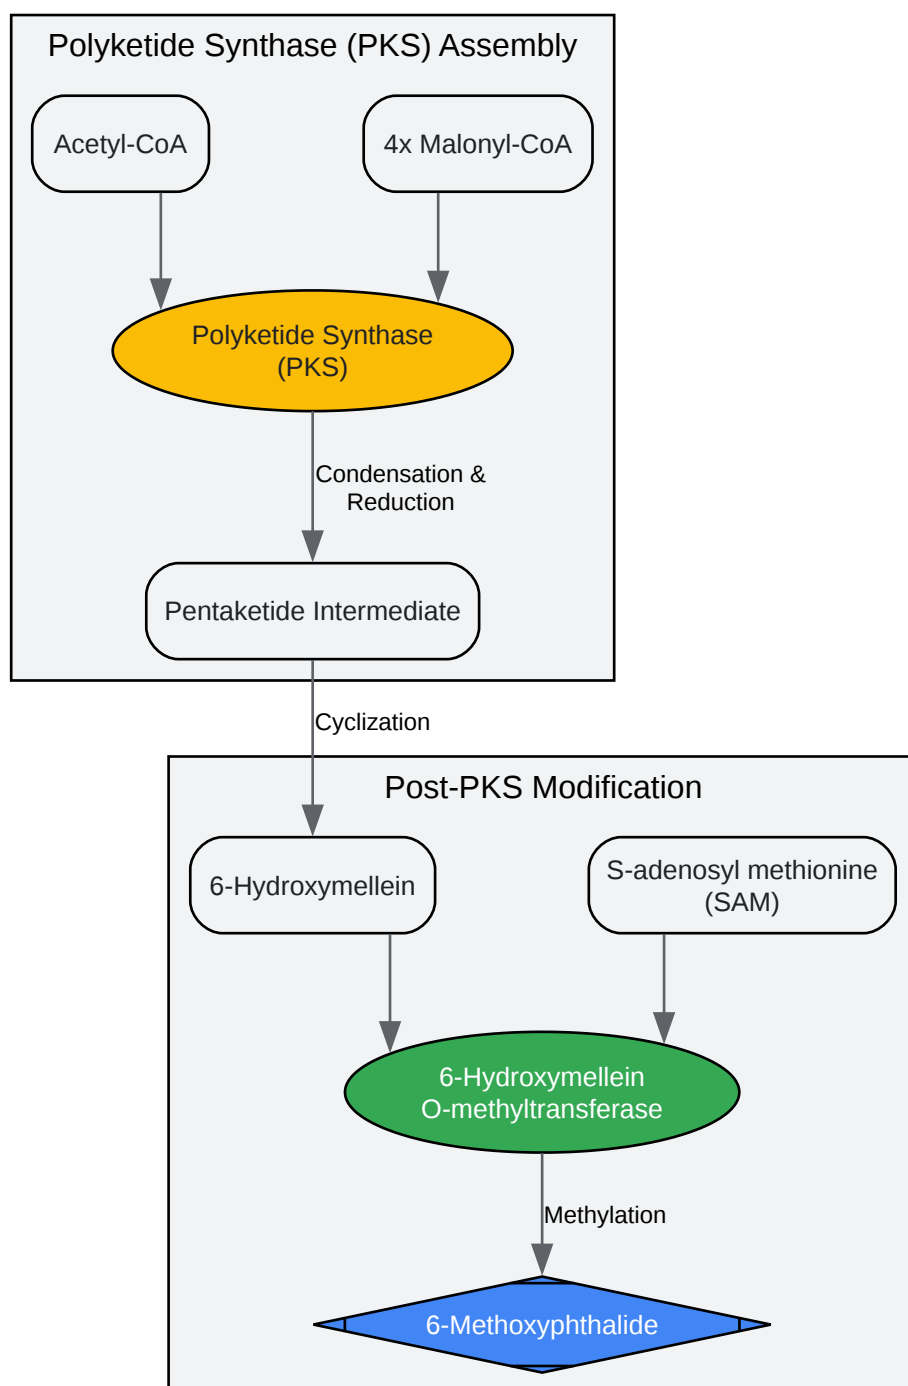 Polyketide Synthase (PKS) Assembly
Acetyl-CoA
4x Malonyl-CoA
Polyketide Synthase
(PKS)
Condensation &
Reduction
Pentaketide Intermediate
Cyclization
Post-PKS Modification
6-Hydroxymellein
S-adenosyl methionine
(SAM)
6-Hydroxymellein
O-methyltransferase
Methylation
6-Methoxyphthalide